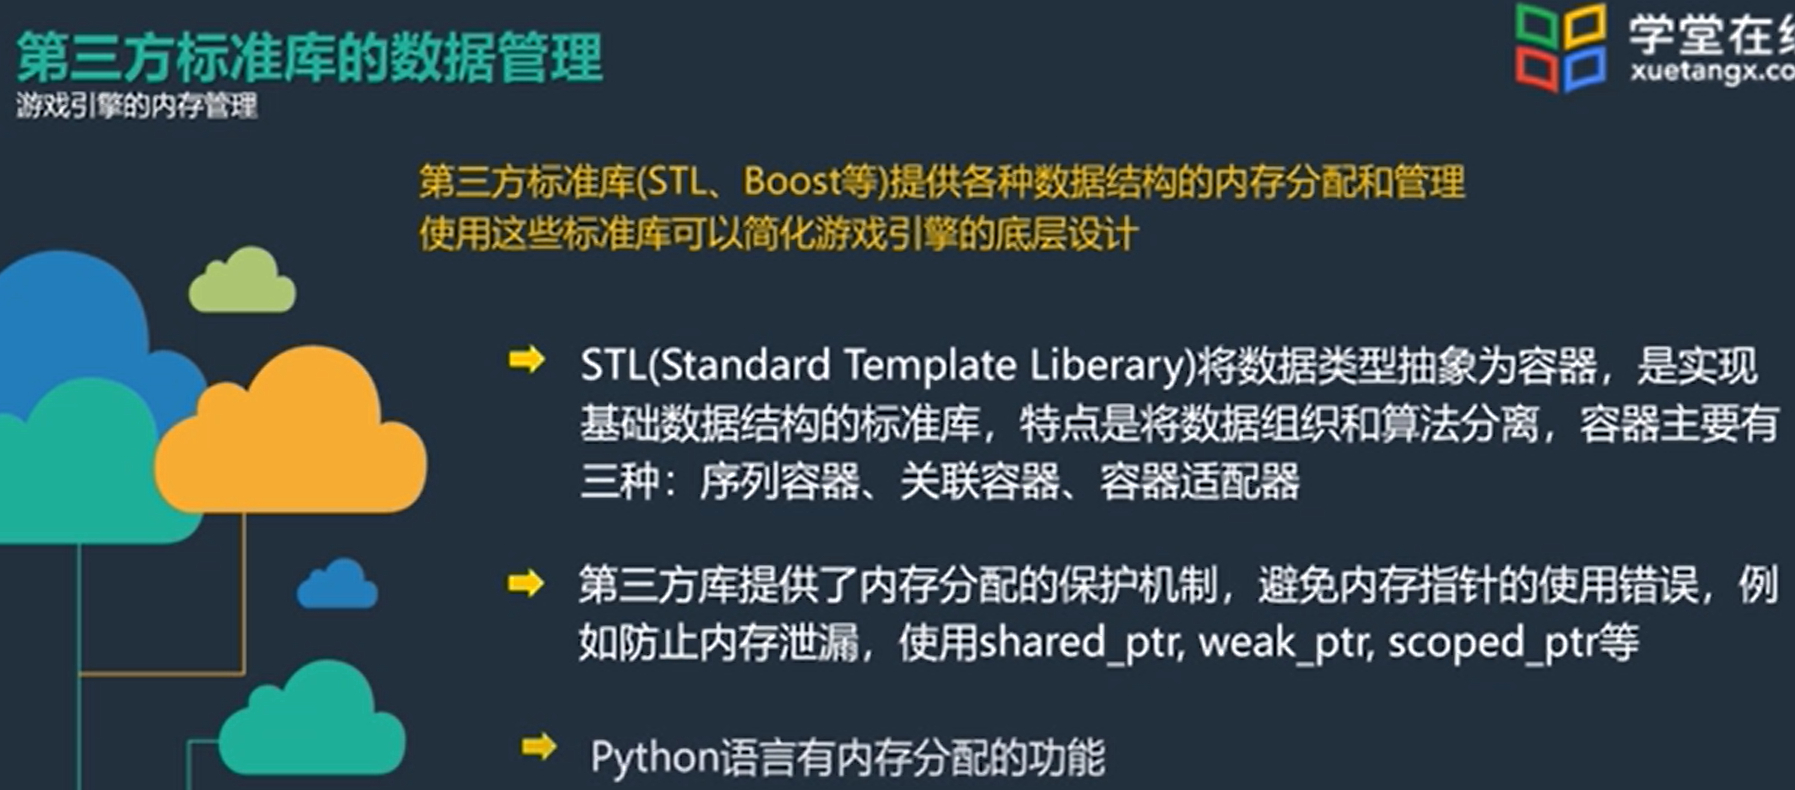 第三方标准库的数据管理
游戏引擎的内存管理
学堂在
xuetangx.co
第三方标准库(STL、Boost等)提供各种数据结构的内存分配和管理
使用这些标准库可以简化游戏引擎的底层设计
STL(Standard Template Liberary)将数据类型抽象为容器，是实现
基础数据结构的标准库，特点是将数据组织和算法分离，容器主要有
三种：序列容器、关联容器、容器适配器
第三方库提供了内存分配的保护机制，避免内存指针的使用错误，例
如防止内存泄漏，使用shared_ptr, weak_ptr, scoped_ptr等
Python语言有内存分配的功能